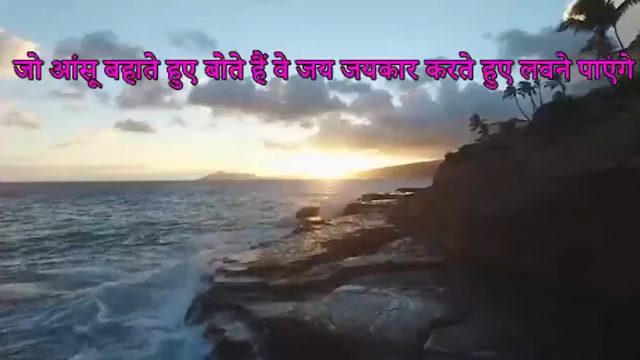 जो आंसू बहाते हुए बोते हैं वे जय जयकार करते हुए लवने पाएंगे